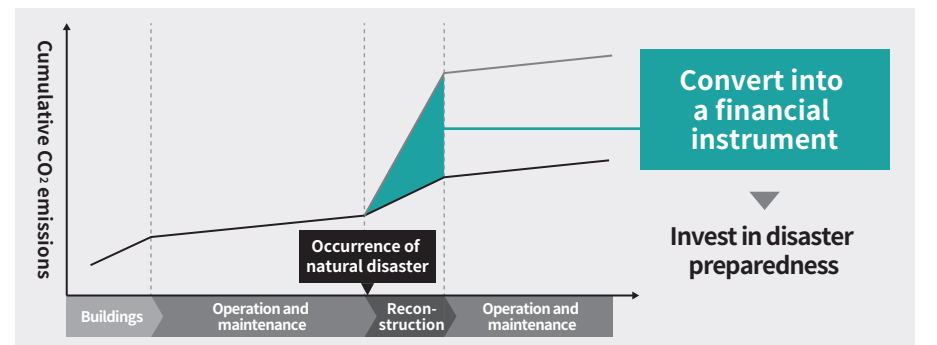 Cumulative CO2 emissions
Convert into
a financial
instrument
Invest in disaster
preparedness
Occurrence of
natural disaster
Buildings
Operation and
maintenance
Recon-
struction
Operation and
maintenance